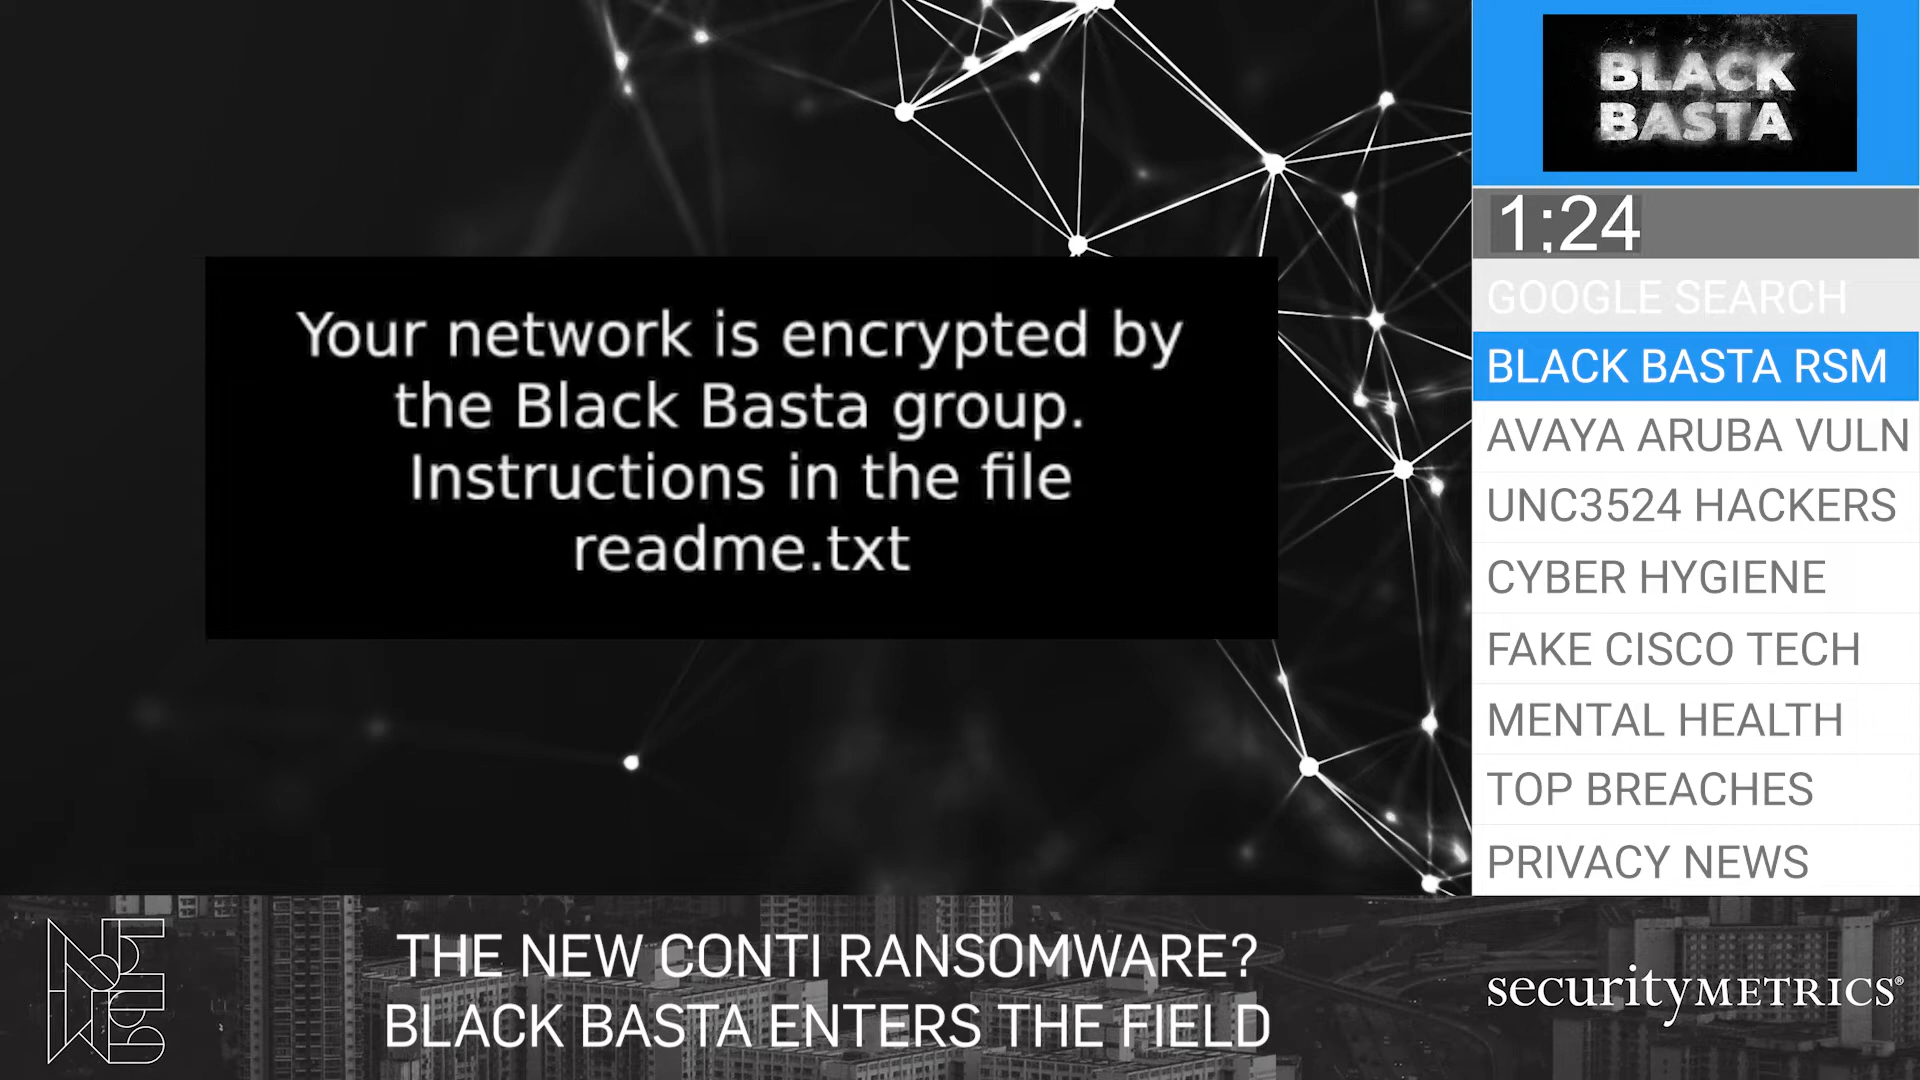 Your network is encrypted by
the Black Basta group.
Instructions in the file
readme.txt
BLACK
BASTA
1;24
GOOGLE SEARCH
BLACK BASTA RSM
AVAYA ARUBA VULN
UNC3524 HACKERS
CYBER HYGIENE
FAKE CISCO TECH
MENTAL HEALTH
TOP BREACHES
PRIVACY NEWS
THE NEW CONTI RANSOMWARE?
BLACK BASTA ENTERS THE FIELD
securityMETRICS®